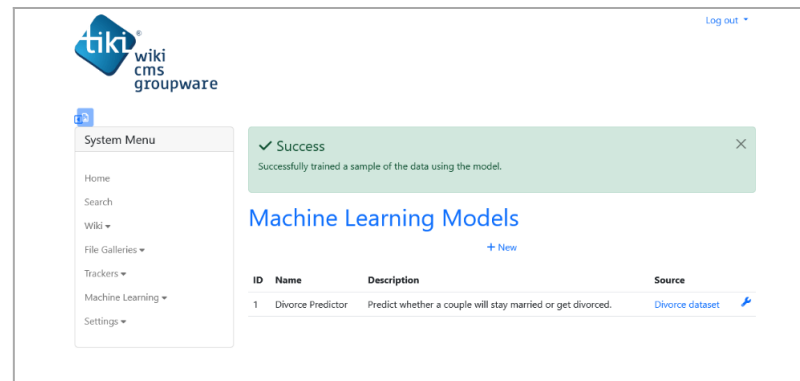 Log out
tiki®
wiki
cms
groupware
System Menu
Home
Search
Wiki
File Galleries
Trackers
Machine Learning
Settings
Success
Successfully trained a sample of the data using the model.
Machine Learning Models
+ New
ID Name Description Source
1 Divorce Predictor Predict whether a couple will stay married or get divorced. Divorce dataset